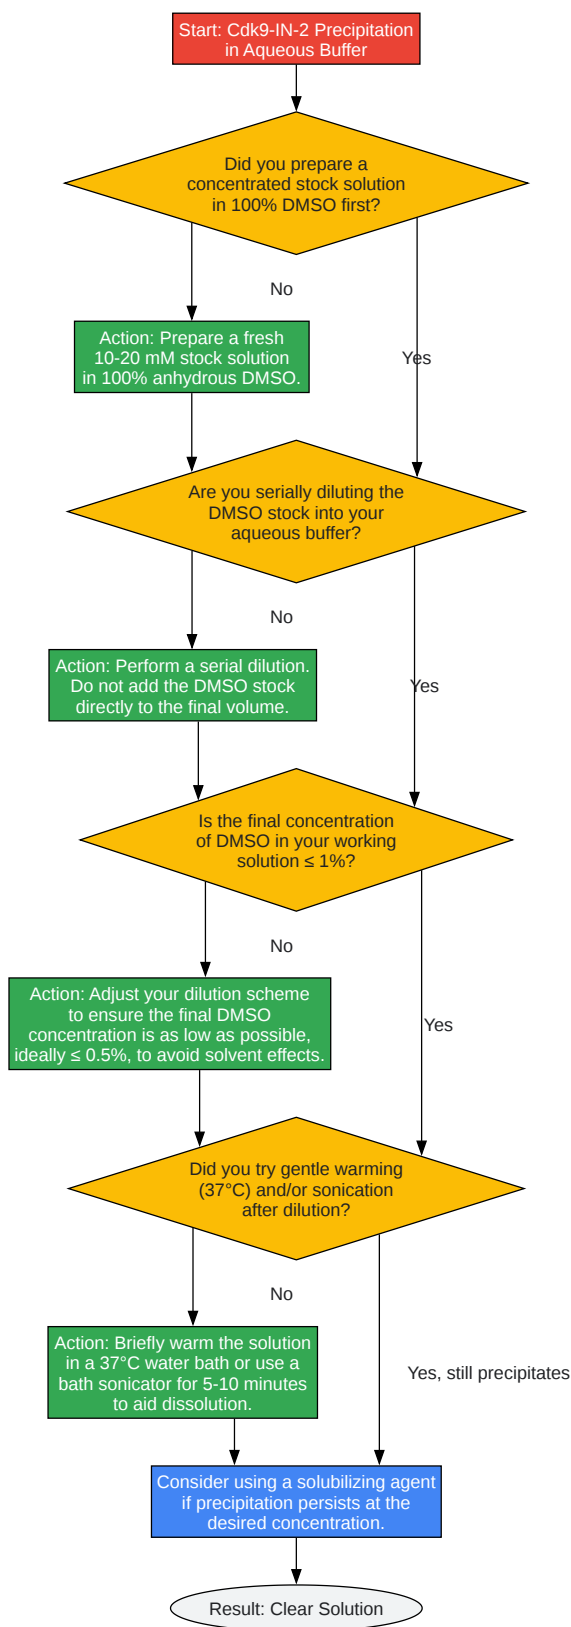 Start: Cdk9-IN-2 Precipitation
in Aqueous Buffer
Did you prepare a
concentrated stock solution
in 100% DMSO first?
No
Action: Prepare a fresh
10-20 mM stock solution
in 100% anhydrous DMSO.
Yes
Are you serially diluting the
DMSO stock into your
aqueous buffer?
No
Action: Perform a serial dilution.
Do not add the DMSO stock
directly to the final volume.
Yes
Is the final concentration
of DMSO in your working
solution ≤ 1%?
No
Action: Adjust your dilution scheme
to ensure the final DMSO
concentration is as low as possible,
ideally ≤ 0.5%, to avoid solvent effects.
Yes
Did you try gentle warming
(37°C) and/or sonication
after dilution?
No
Action: Briefly warm the solution
in a 37°C water bath or use a
bath sonicator for 5-10 minutes
to aid dissolution.
Yes, still precipitates
Consider using a solubilizing agent
if precipitation persists at the
desired concentration.
Result: Clear Solution